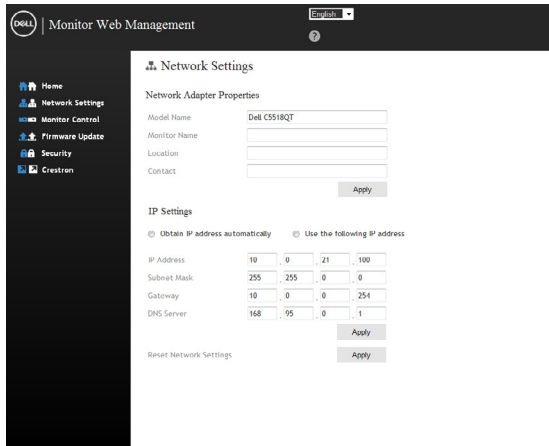 DELL
Monitor Web Management
English
?
Home
Network Settings
Monitor Control
Firmware Update
Security
Crestron
Network Settings
Network Adapter Properties
Model Name Dell C5518QT
Monitor Name
Location
Contact
Apply
IP Settings
Obtain IP address automatically Use the following IP address
IP Address 10 . 0 . 21 . 100
Subnet Mask 255 . 255 . 0 . 0
Gateway 10 . 0 . 0 . 254
DNS Server 168 . 95 . 0 . 1
Apply
Reset Network Settings Apply